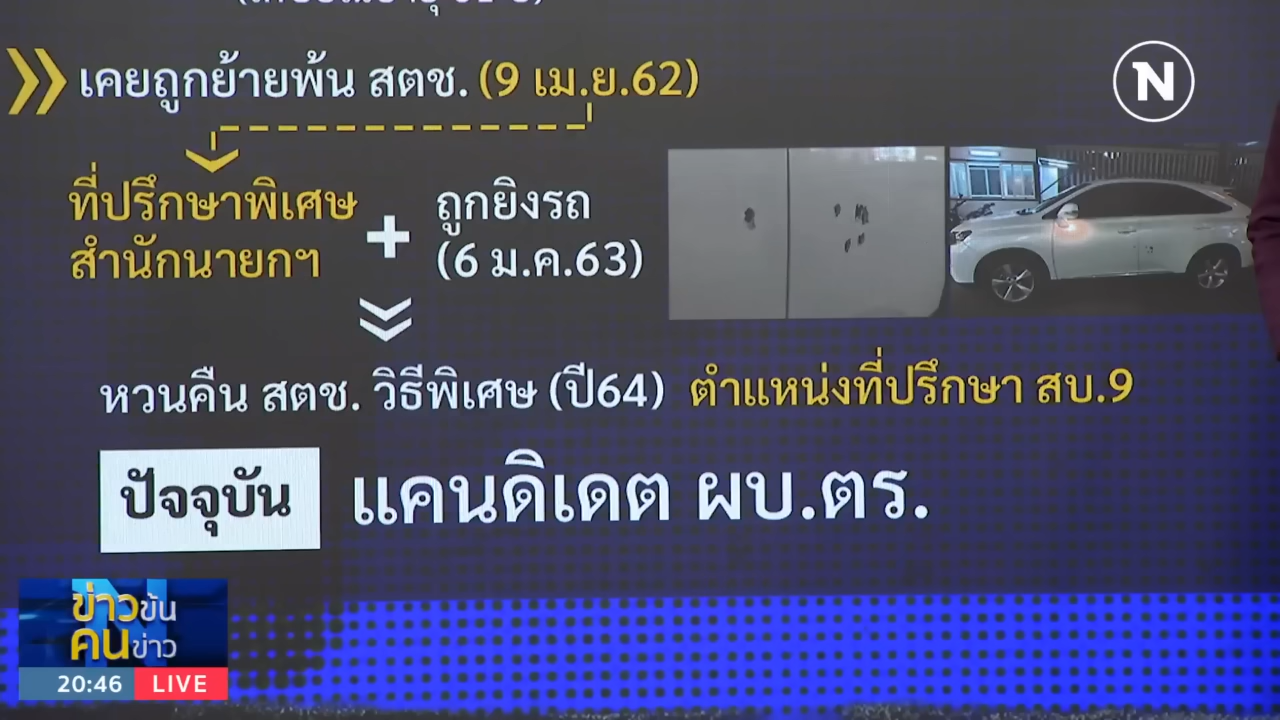 เคยถูกย้ายพ้น สตช. (9 เม.ย.62)
ที่ปรึกษาพิเศษ
สำนักนายกฯ
+
ถูกยิงรถ
(6 ม.ค.63)
หวนคืน สตช. วิธีพิเศษ (ปี64) ตำแหน่งที่ปรึกษา สบ.9
ปัจจุบัน แคนดิเดต ผบ.ตร.
N
ข่าวข้น
คนข่าว
20:46 LIVE